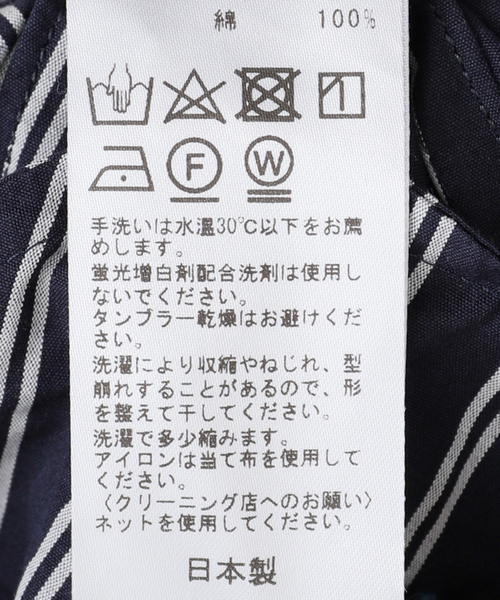 綿 100%
F W
手洗いは水温30℃以下をお薦
めします。
蛍光増白剤配合洗剤は使用し
ないでください。
タンブラー乾燥はお避けくだ
さい。
洗濯により収縮やねじれ、型
崩れすることがあるので、形
を整えて干してください。
洗濯で多少縮みます。
アイロンは当て布を使用して
ください。
〈クリーニング店へのお願い〉
ネットを使用してください。
日本製